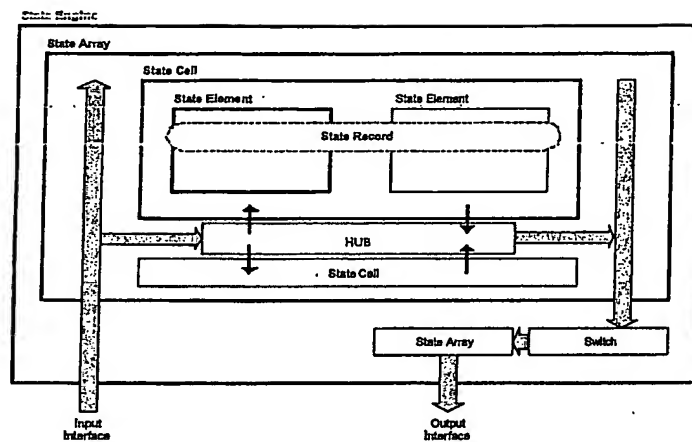 State Engine
State Array
State Cell
State Element
State Element
State Record
HUB
State Cell
State Array
Switch
Input
Interface
Output
Interface